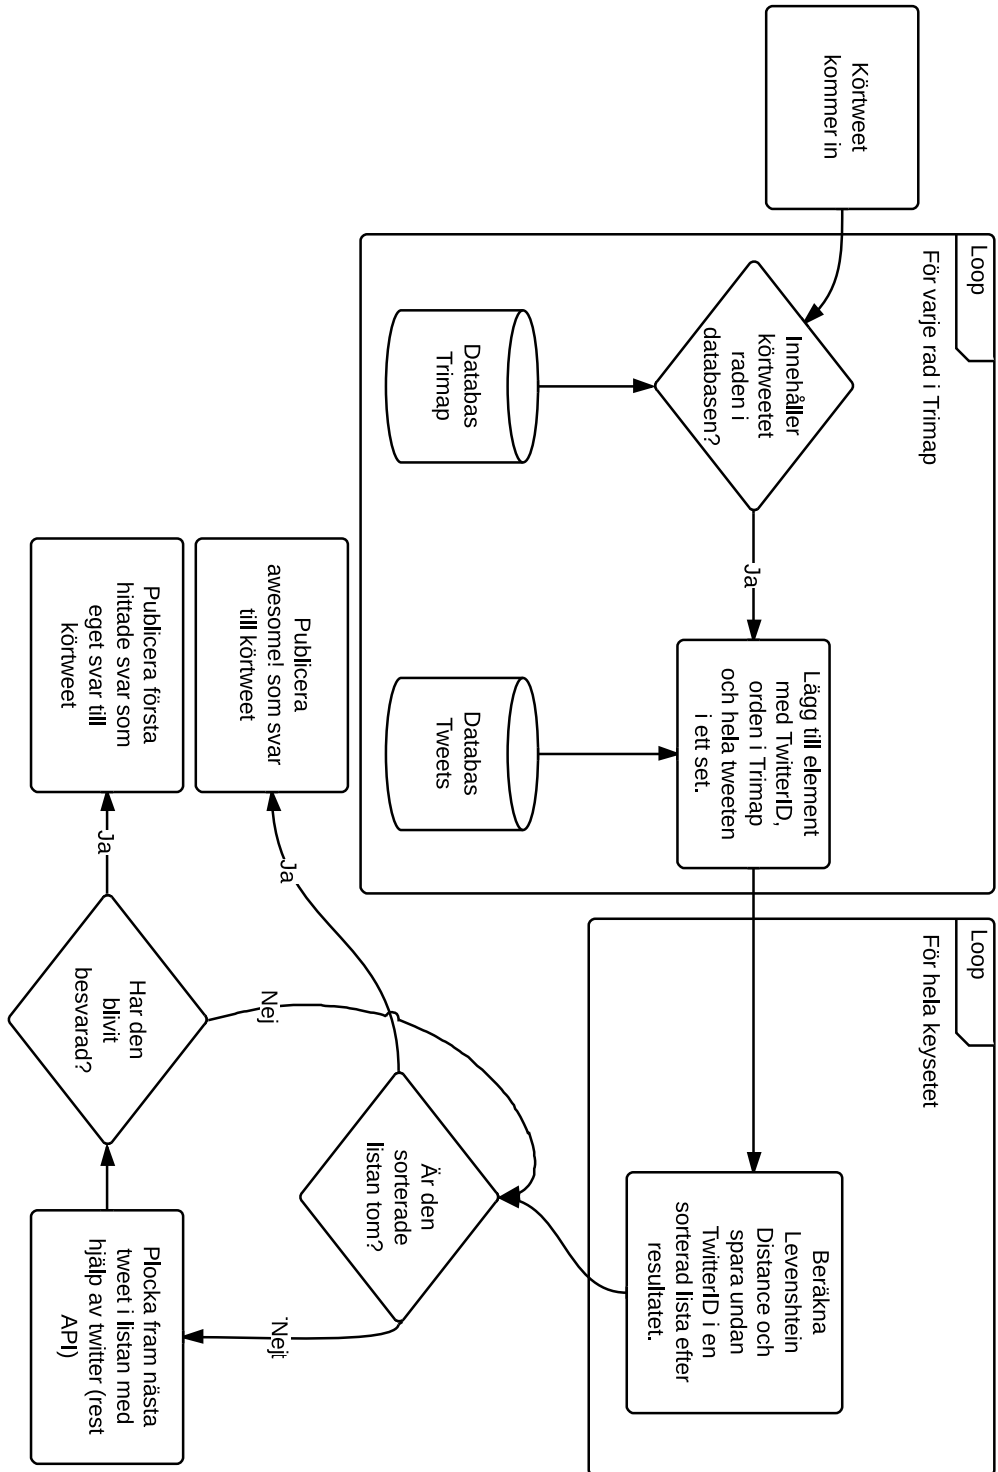 Körtweet
kommer in
Loop
För varje rad i Trimap
Innehåller
körtweetet
raden i
databasen?
Databas
Trimap
Ja
Lägg till element
med TwitterID,
orden i Trimap
och hela tweeten
i ett set.
Databas
Tweets
Loop
För hela keysetet
Beräkna
Levenshtein
Distance och
spara undan
TwitterID i en
sorterad lista efter
resultatet.
Är den
sorterade
listan tom?
Ja
Publicera
awesome! som svar
till körtweet
'Nejt
Plocka fram nästa
tweet i listan med
hjälp av twitter (rest
API)
Har den
blivit
besvarad?
Nej
Ja
Publicera första
hittade svar som
eget svar till
körtweet